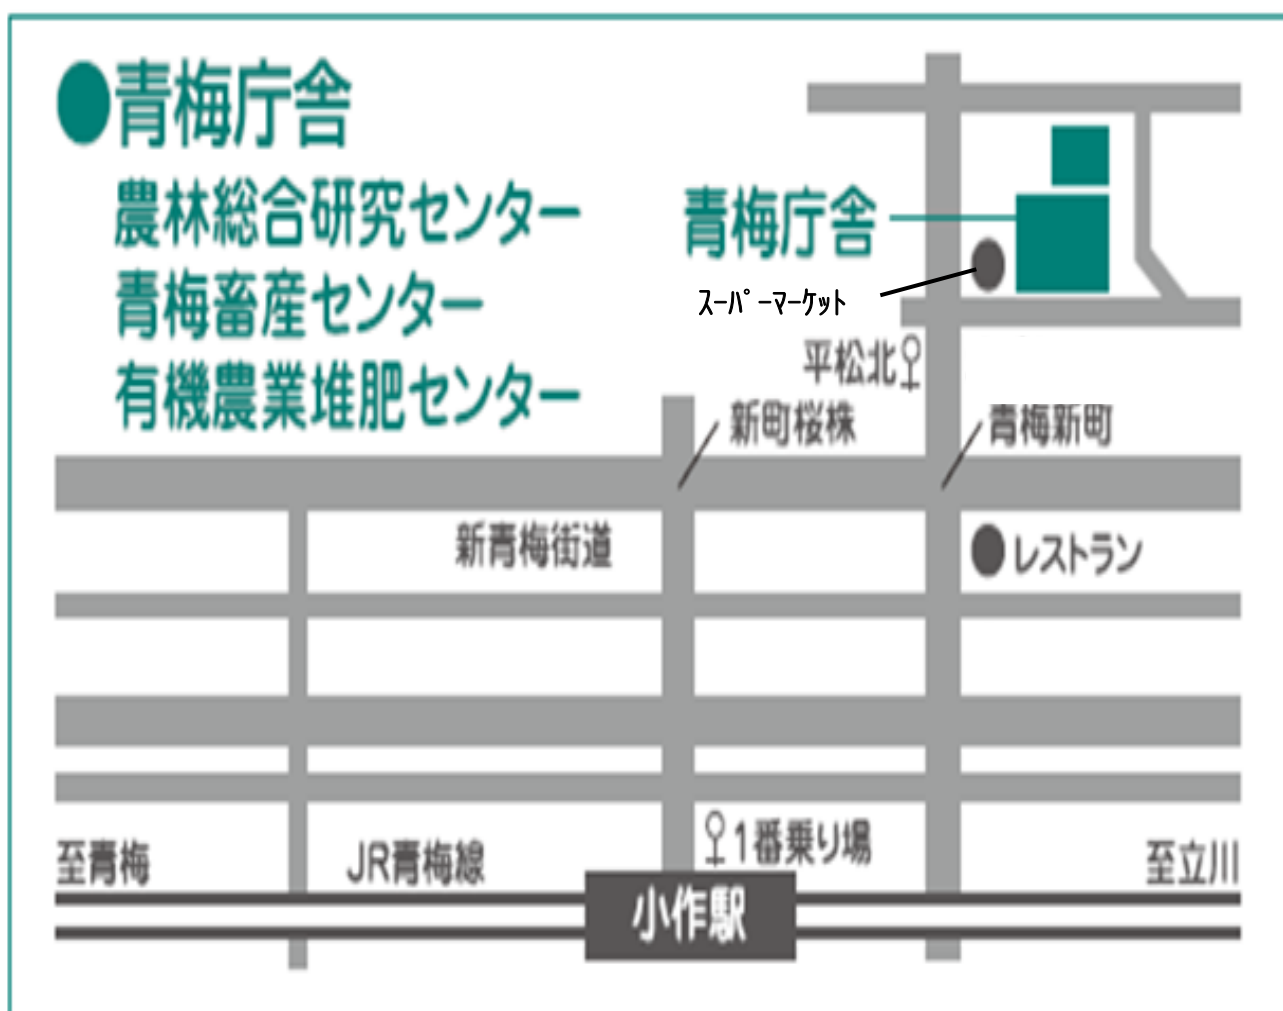 ●青梅庁舎
農林総合研究センター
青梅畜産センター
有機農業堆肥センター
青梅庁舎
スーパーマーケット
平松北
新町桜株
青梅新町
新青梅街道
レストラン
1番乗り場
至青梅
JR青梅線
至立川
小作駅